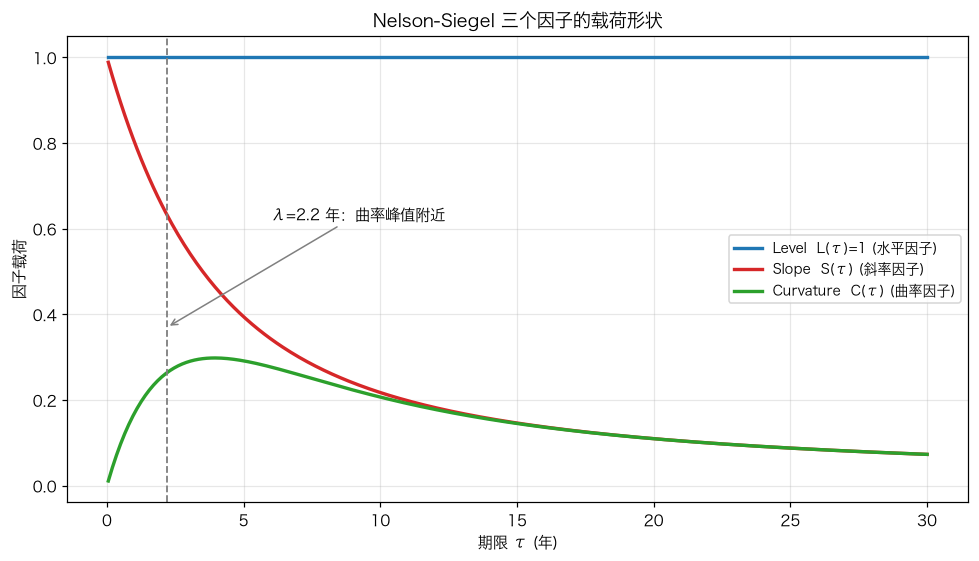 Nelson-Siegel 三个因子的载荷形状
因子载荷
1.0
0.8
0.6
0.4
0.2
0.0
λ=2.2 年：曲率峰值附近
Level L(τ)=1 (水平因子)
Slope S(τ) (斜率因子)
Curvature C(τ) (曲率因子)
0 5 10 15 20 25 30
期限 τ (年)